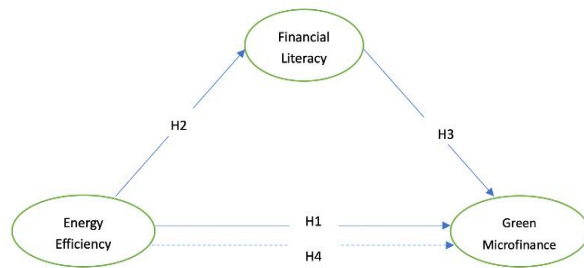 Financial
Literacy
H2
H3
Energy
Efficiency
H1
H4
Green
Microfinance